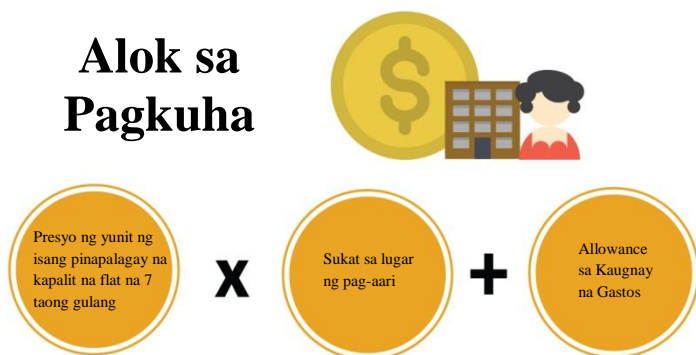 Alok sa
Pagkuha
$
Presyo ng yunit ng
isang pinapalagay na
kapalit na flat na 7
taong gulang
x
Sukat sa lugar
ng pag-aari
+
Allowance
sa Kaugnay
na Gastos